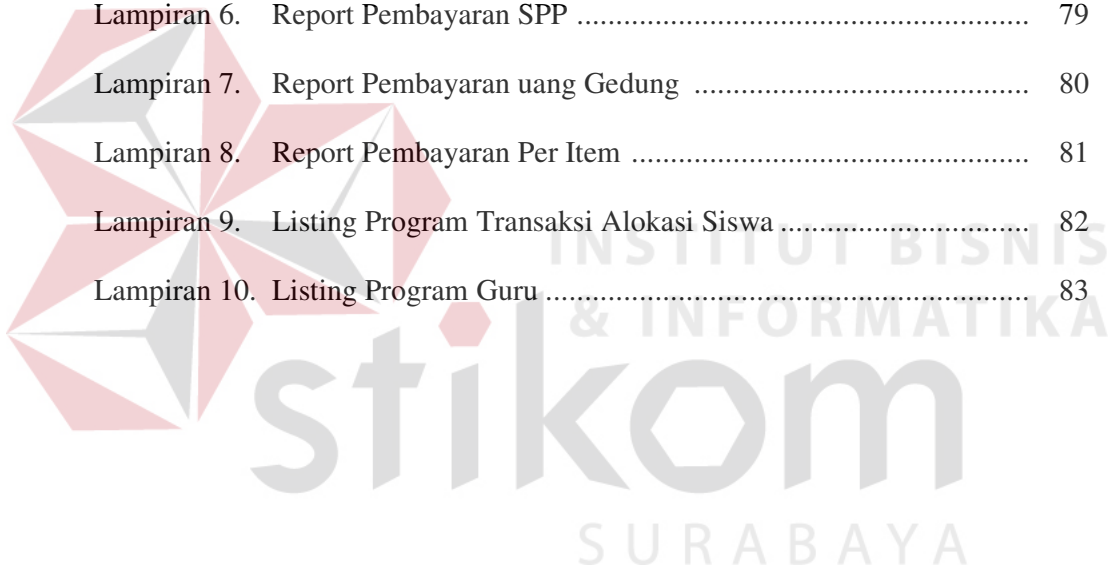 Lampiran 6. Report Pembayaran SPP ........................................................................ 79
Lampiran 7. Report Pembayaran uang Gedung ..................................................... 80
Lampiran 8. Report Pembayaran Per Item ............................................................... 81
Lampiran 9. Listing Program Transaksi Alokasi Siswa ....................................... 82
Lampiran 10. Listing Program Guru ............................................................................. 83
INSTITUT BISNIS
& INFORMATIKA
stikom
SURABAYA